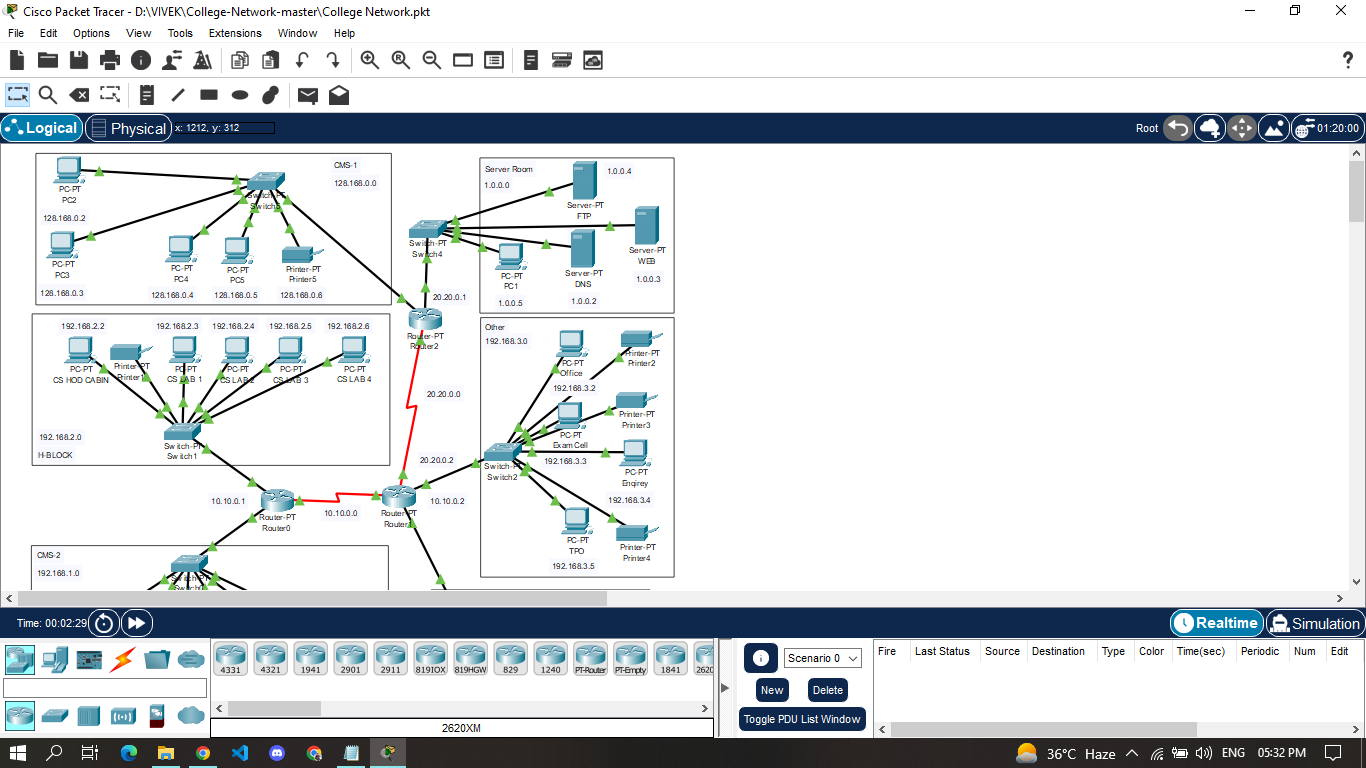 Cisco Packet Tracer - D:\VIVEK\College-Network-master\College Network.pkt
File Edit Options View Tools Extensions Window Help
Logical Physical x: 1212, y: 312 Root 01:20:00
CMS-1
128.168.0.0
PC-PT
PC2
128.168.0.2
Switch-PT
PC-PT
PC3
128.168.0.3
PC-PT
PC4
128.168.0.4
PC-PT
PC5
128.168.0.5
Printer-PT
Printer5
128.168.0.6
Server Room
1.0.0.0
1.0.0.4
Server-PT
FTP
Switch-PT
Switch4
Server-PT
WEB
1.0.0.3
PC-PT
PC1
1.0.0.5
Server-PT
DNS
1.0.0.2
20.20.0.1
Router-PT
Router2
192.168.2.2 192.168.2.3 192.168.2.4 192.168.2.5 192.168.2.6
PC-PT
CS HOD CABIN
Printer-PT
Printer1
PC-PT
CS LAB 1
PC-PT
CS LAB 2
PC-PT
CS LAB 3
PC-PT
CS LAB 4
192.168.2.0
H-BLOCK
Switch-PT
Switch1
20.20.0.0
20.20.0.2
Other
192.168.3.0
PC-PT
Office
192.168.3.2
Printer-PT
Printer2
Printer-PT
Printer3
PC-PT
Exam Cell
192.168.3.3
Switch-PT
Switch2
PC-PT
Enqirey
192.168.3.4
PC-PT
TPO
192.168.3.5
Printer-PT
Printer4
10.10.0.1
Router-PT
Router0
10.10.0.0
Router-PT
10.10.0.2
CMS-2
192.168.1.0
Switch-PT
Time: 00:02:29 Realtime Simulation
4331 4321 1941 2901 2911 819IOX 819HGW 829 1240 PT-Router PT-Empty 1841 2620
2620XM
Scenario 0
New Delete
Toggle PDU List Window
Fire Last Status Source Destination Type Color Time(sec) Periodic Num Edit
36°C Haze ENG 05:32 PM